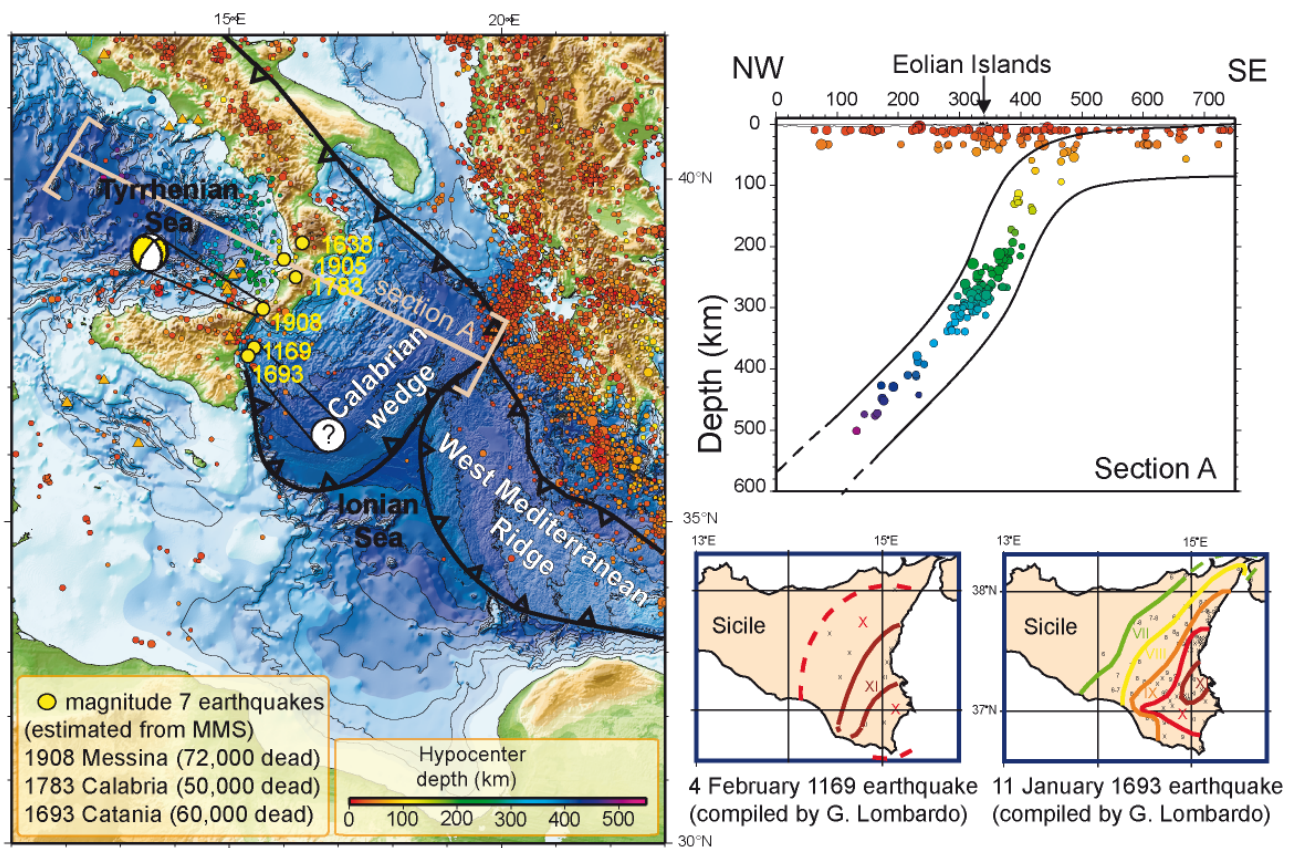 15°E
20°E
40°N
35°N
30°N
Tyrrhenian
Sea
1638
1905
1783
section A
1908
1169
1693
Calabrian
wedge
?
Ionian
Sea
West Mediterranean
Ridge
magnitude 7 earthquakes
(estimated from MMS)
1908 Messina (72,000 dead)
1783 Calabria (50,000 dead)
1693 Catania (60,000 dead)
Hypocenter
depth (km)
0 100 200 300 400 500
NW
Eolian Islands
SE
0 100 200 300 400 500 600 700
0
100
200
300
400
500
600
Depth (km)
Section A
13°E
15°E
Sicile
X
XI
X
4 February 1169 earthquake
(compiled by G. Lombardo)
13°E
15°E
38°N
37°N
Sicile
VII
VIII
IX
X
X
11 January 1693 earthquake
(compiled by G. Lombardo)